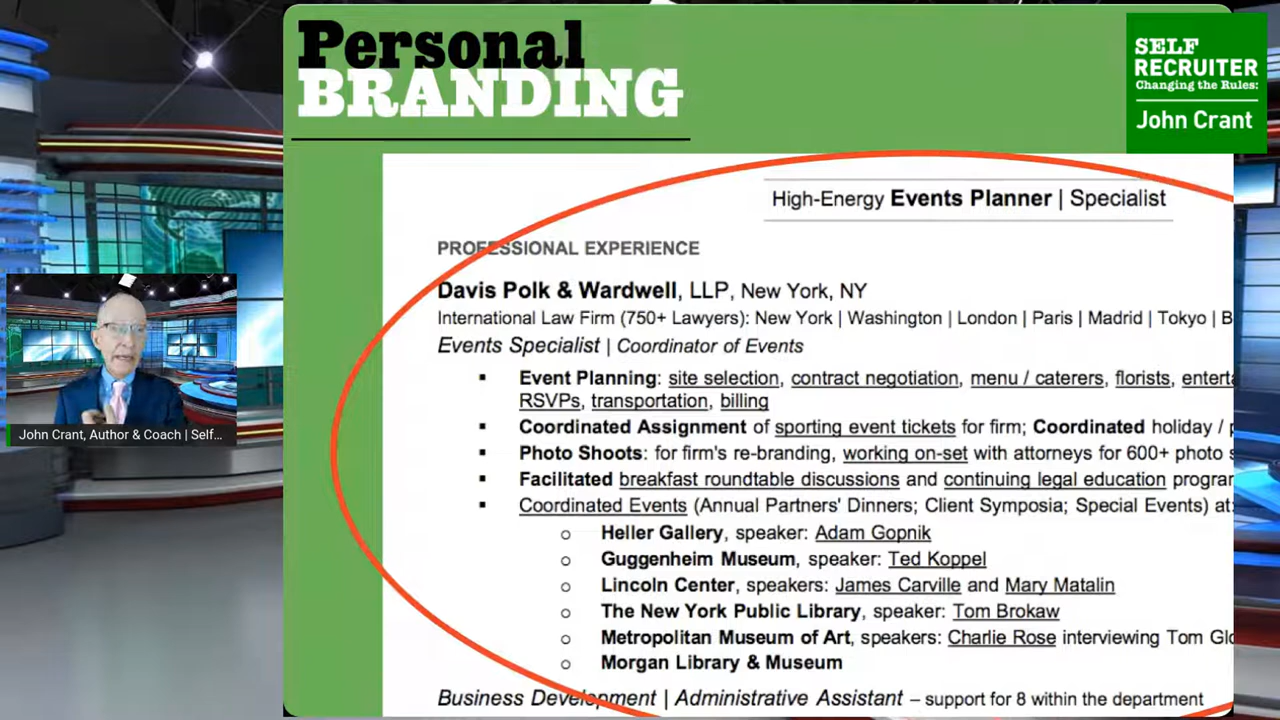 Personal
BRANDING
SELF
RECRUITER
Changing the Rules:
John Crant
High-Energy Events Planner | Specialist
PROFESSIONAL EXPERIENCE
Davis Polk & Wardwell, LLP, New York, NY
International Law Firm (750+ Lawyers): New York | Washington | London | Paris | Madrid | Tokyo | B
Events Specialist | Coordinator of Events
▪ Event Planning: site selection, contract negotiation, menu / caterers, florists,
RSVPs, transportation, billing
▪ Coordinated Assignment of sporting event tickets for firm; Coordinated holiday /
▪ Photo Shoots: for firm's re-branding, working on-set with attorneys for 600+ photo
▪ Facilitated breakfast roundtable discussions and continuing legal education
▪ Coordinated Events (Annual Partners' Dinners; Client Symposia; Special Events) at:
o Heller Gallery, speaker: Adam Gopnik
o Guggenheim Museum, speaker: Ted Koppel
o Lincoln Center, speakers: James Carville and Mary Matalin
o The New York Public Library, speaker: Tom Brokaw
o Metropolitan Museum of Art, speakers: Charlie Rose interviewing Tom
o Morgan Library & Museum
Business Development | Administrative Assistant – support for 8 within the department
John Crant, Author & Coach | Self...